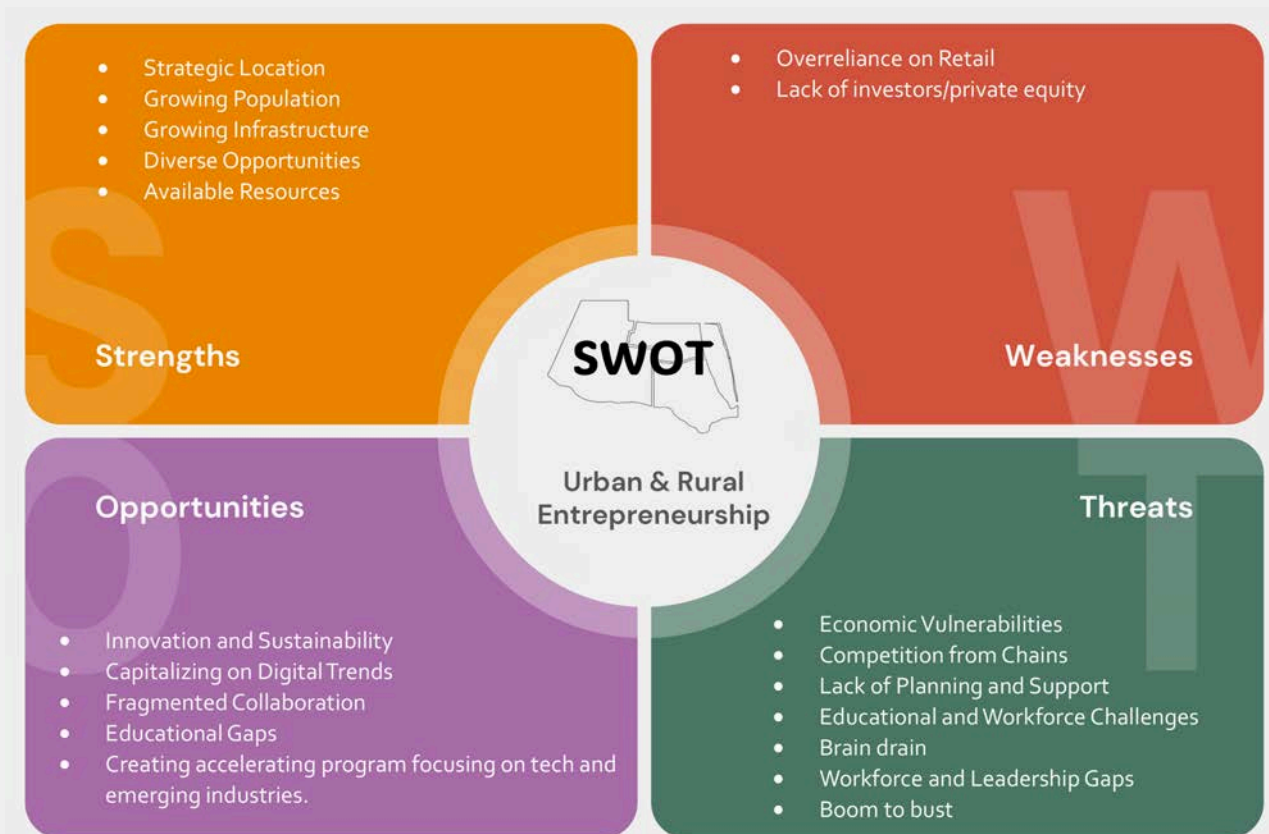 • Strategic Location
• Growing Population
• Growing Infrastructure
• Diverse Opportunities
• Available Resources
S
Strengths
• Overreliance on Retail
• Lack of investors/private equity
W
Weaknesses
SWOT
Urban & Rural
Entrepreneurship
O
Opportunities
• Innovation and Sustainability
• Capitalizing on Digital Trends
• Fragmented Collaboration
• Educational Gaps
• Creating accelerating program focusing on tech and
emerging industries.
T
Threats
• Economic Vulnerabilities
• Competition from Chains
• Lack of Planning and Support
• Educational and Workforce Challenges
• Brain drain
• Workforce and Leadership Gaps
• Boom to bust